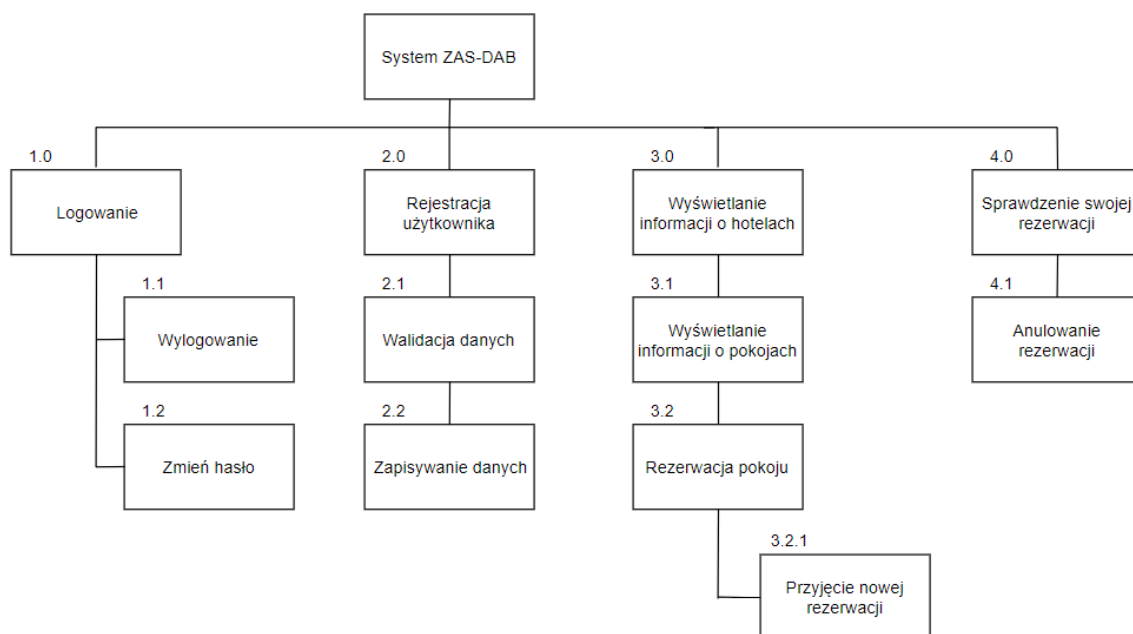 System ZAS-DAB
1.0
2.0
3.0
4.0
Logowanie
Rejestracja
użytkownika
Wyświetlanie
informacji o hotelach
Sprawdzenie swojej
rezerwacji
1.1
2.1
3.1
4.1
Wylogowanie
Walidacja danych
Wyświetlanie
informacji o pokojach
Anulowanie
rezerwacji
1.2
2.2
3.2
Zmień hasło
Zapisywanie danych
Rezerwacja pokoju
3.2.1
Przyjęcie nowej
rezerwacji